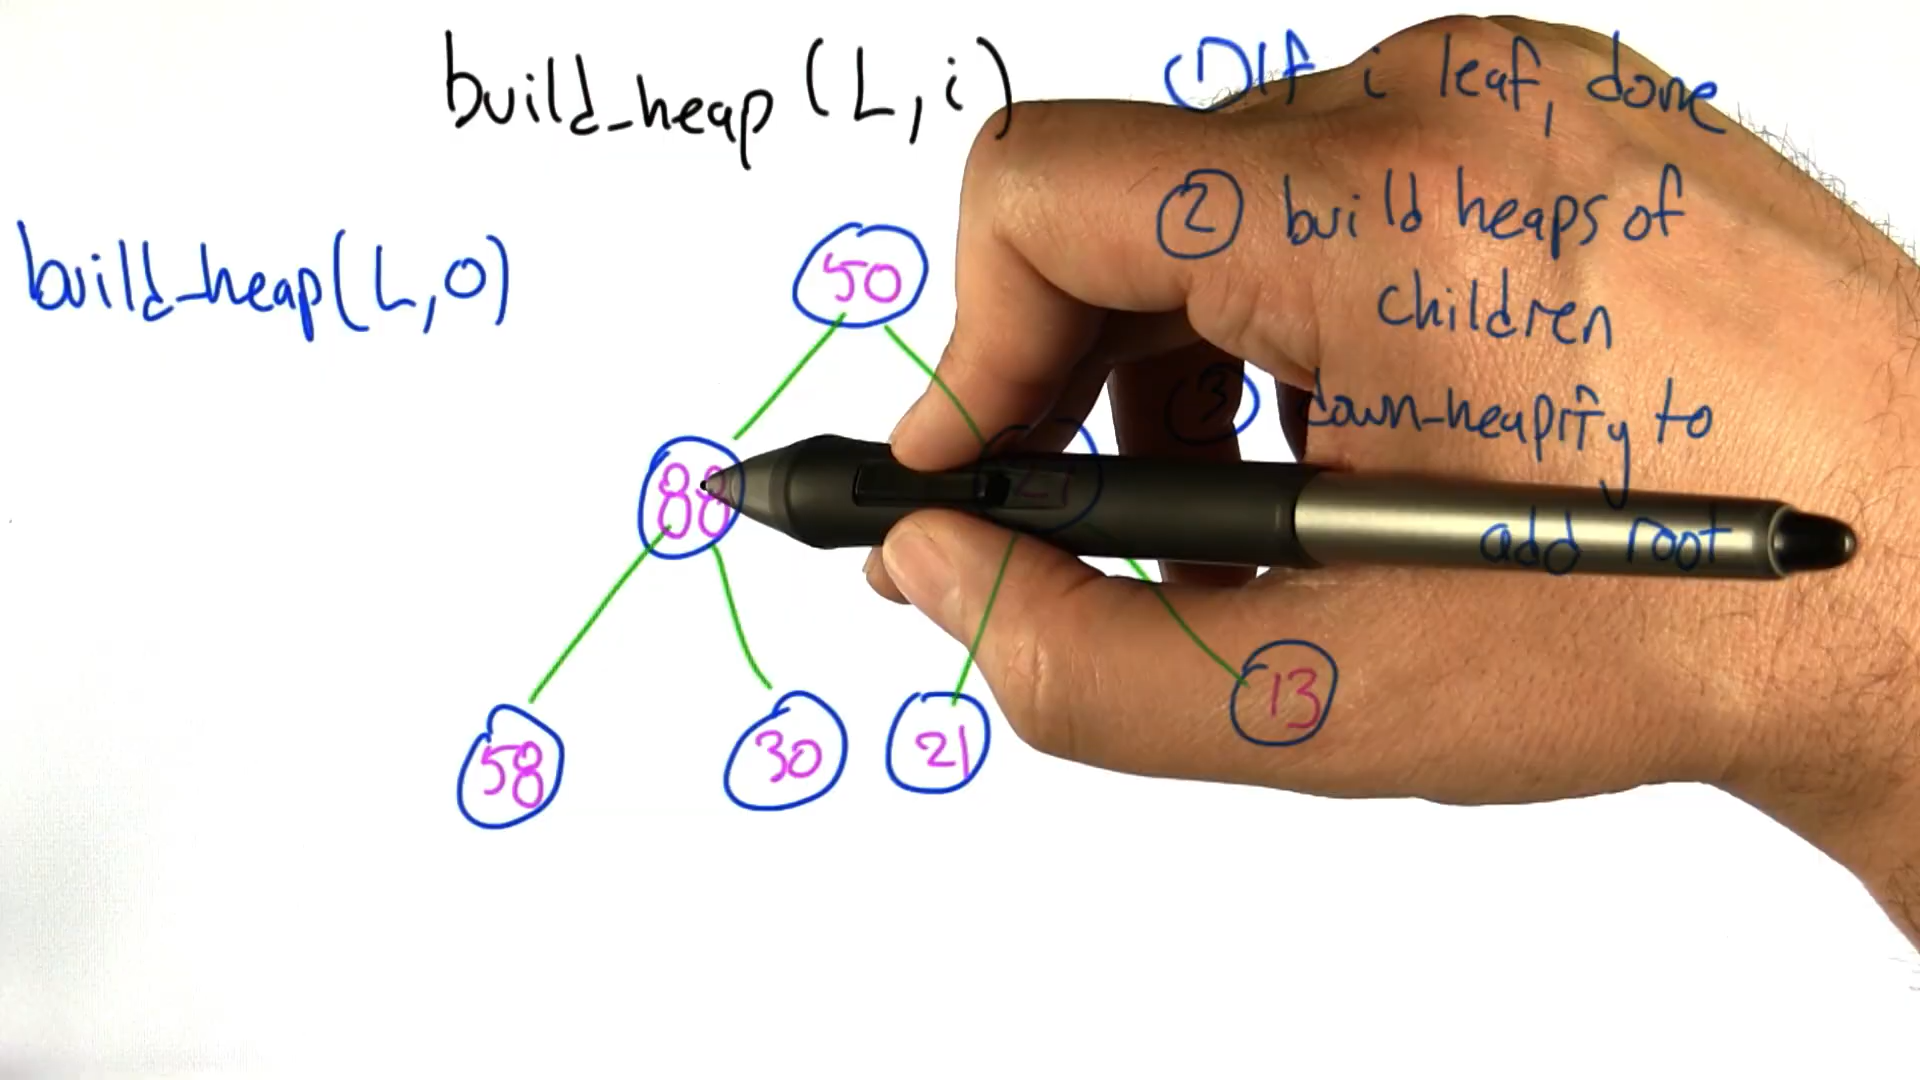 build_heap (L, i)
① If i leaf, done
② build heaps of
children
③ down-heapify to
add root
build_heap(L,0)
50
88
58
30
21
13